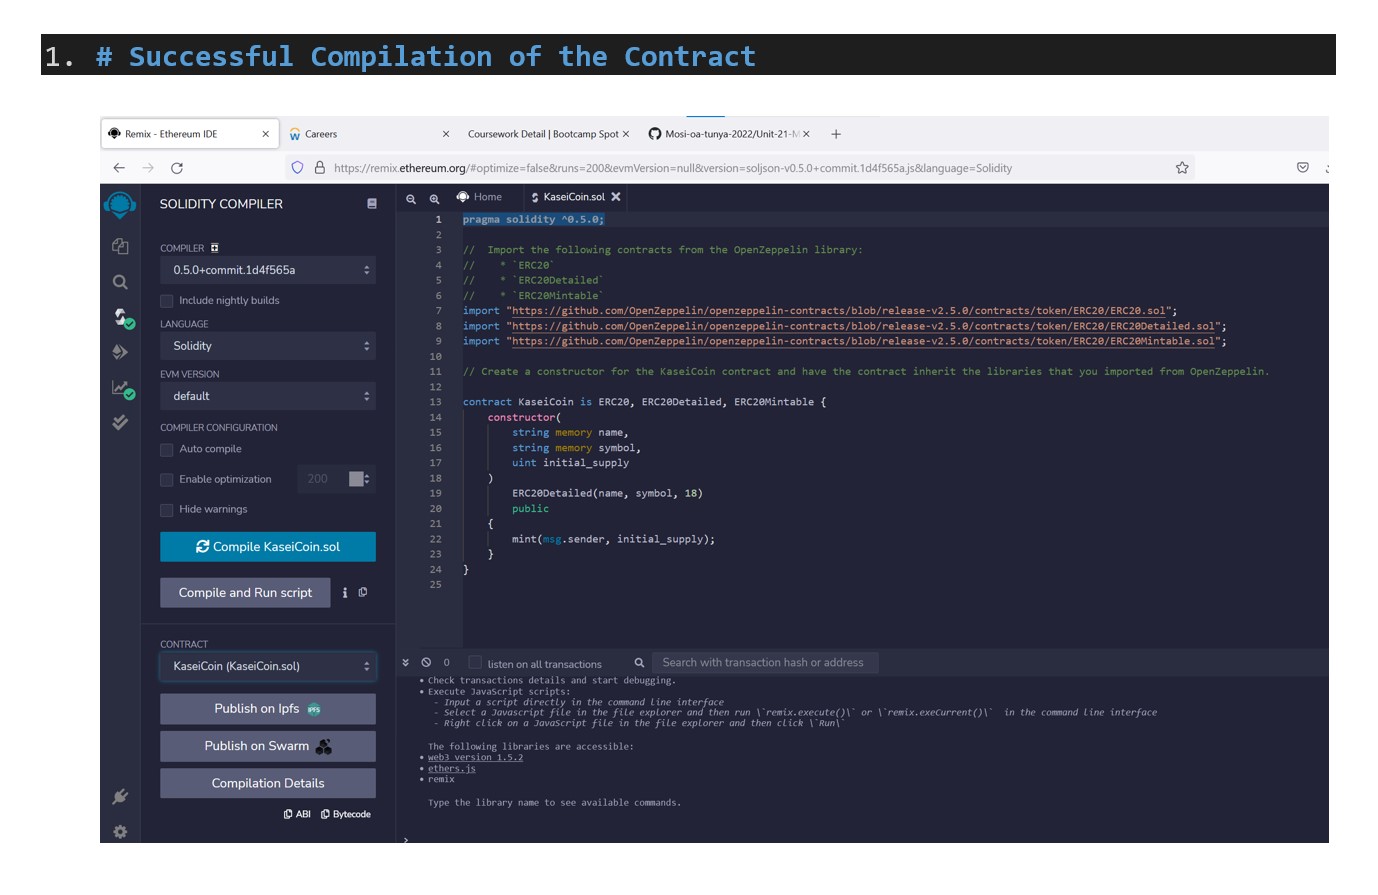 1. # Successful Compilation of the Contract
Remix - Ethereum IDE
Careers
Coursework Detail | Bootcamp Spot
Mosi-oa-tunya-2022/Unit-21-M
https://remix.ethereum.org/#optimize=false&runs=200&evmVersion=null&version=soljson-v0.5.0+commit.1d4f565a.js&language=Solidity
SOLIDITY COMPILER
COMPILER
0.5.0+commit.1d4f565a
Include nightly builds
LANGUAGE
Solidity
EVM VERSION
default
COMPILER CONFIGURATION
Auto compile
Enable optimization
200
Hide warnings
Compile KaseiCoin.sol
Compile and Run script
CONTRACT
KaseiCoin (KaseiCoin.sol)
Publish on Ipfs IPFS
Publish on Swarm
Compilation Details
ABI Bytecode
Home
KaseiCoin.sol
1 pragma solidity ^0.5.0;
2
3 //  Import the following contracts from the OpenZeppelin library:
4 //    * `ERC20`
5 //    * `ERC20Detailed`
6 //    * `ERC20Mintable`
7 import "https://github.com/OpenZeppelin/openzeppelin-contracts/blob/release-v2.5.0/contracts/token/ERC20/ERC20.sol";
8 import "https://github.com/OpenZeppelin/openzeppelin-contracts/blob/release-v2.5.0/contracts/token/ERC20/ERC20Detailed.sol";
9 import "https://github.com/OpenZeppelin/openzeppelin-contracts/blob/release-v2.5.0/contracts/token/ERC20/ERC20Mintable.sol";
10
11 // Create a constructor for the KaseiCoin contract and have the contract inherit the libraries that you imported from OpenZeppelin.
12
13 contract KaseiCoin is ERC20, ERC20Detailed, ERC20Mintable {
14     constructor(
15         string memory name,
16         string memory symbol,
17         uint initial_supply
18     )
19         ERC20Detailed(name, symbol, 18)
20         public
21     {
22         mint(msg.sender, initial_supply);
23     }
24 }
25
0 listen on all transactions
Search with transaction hash or address
• Check transactions details and start debugging.
• Execute JavaScript scripts:
- Input a script directly in the command line interface
- Select a Javascript file in the file explorer and then run \`remix.execute()\` or \`remix.exeCurrent()\`  in the command line interface
- Right click on a JavaScript file in the file explorer and then click \`Run\`
The following libraries are accessible:
• web3 version 1.5.2
• ethers.js
• remix
Type the library name to see available commands.
>